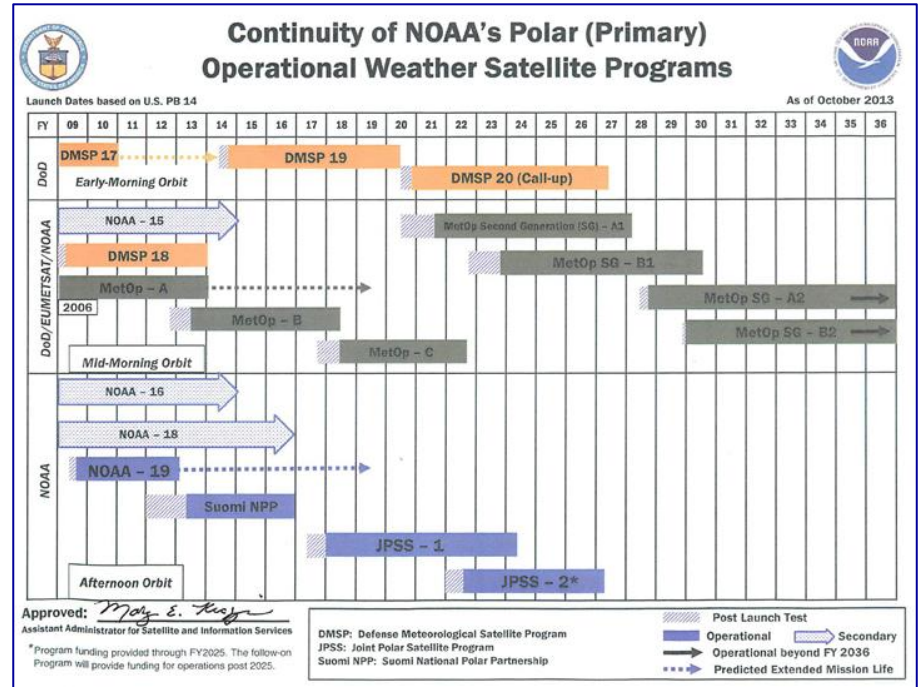 Continuity of NOAA's Polar (Primary)
Operational Weather Satellite Programs
NOAA
Launch Dates based on U.S. PB 14
As of October 2013
FY 09 10 11 12 13 14 15 16 17 18 19 20 21 22 23 24 25 26 27 28 29 30 31 32 33 34 35 36
DoD
DMSP 17
DMSP 19
DMSP 20 (Call-up)
Early-Morning Orbit
DoD/EUMETSAT/NOAA
NOAA – 15
MetOp Second Generation (SG) – A1
DMSP 18
MetOp SG – B1
MetOp – A
MetOp SG – A2
2006
MetOp – B
MetOp SG – B2
MetOp – C
Mid-Morning Orbit
NOAA
NOAA – 16
NOAA – 18
NOAA – 19
Suomi NPP
JPSS – 1
JPSS – 2*
Afternoon Orbit
Approved:
Assistant Administrator for Satellite and Information Services
*Program funding provided through FY2025. The follow-on
Program will provide funding for operations post 2025.
DMSP: Defense Meteorological Satellite Program
JPSS: Joint Polar Satellite Program
Suomi NPP: Suomi National Polar Partnership
Post Launch Test
Operational
Secondary
Operational beyond FY 2036
Predicted Extended Mission Life